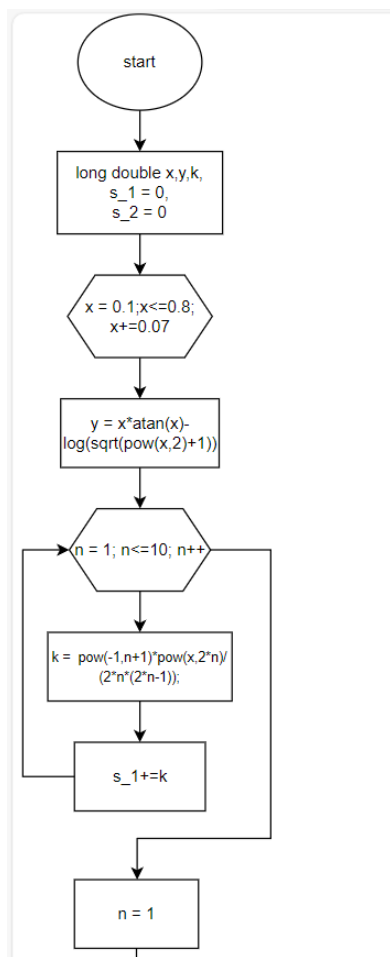 start
long double x,y,k,
s_1 = 0,
s_2 = 0
x = 0.1;x<=0.8;
x+=0.07
y = x*atan(x)-
log(sqrt(pow(x,2)+1))
n = 1; n<=10; n++
k = pow(-1,n+1)*pow(x,2*n)/
(2*n*(2*n-1));
s_1+=k
n = 1